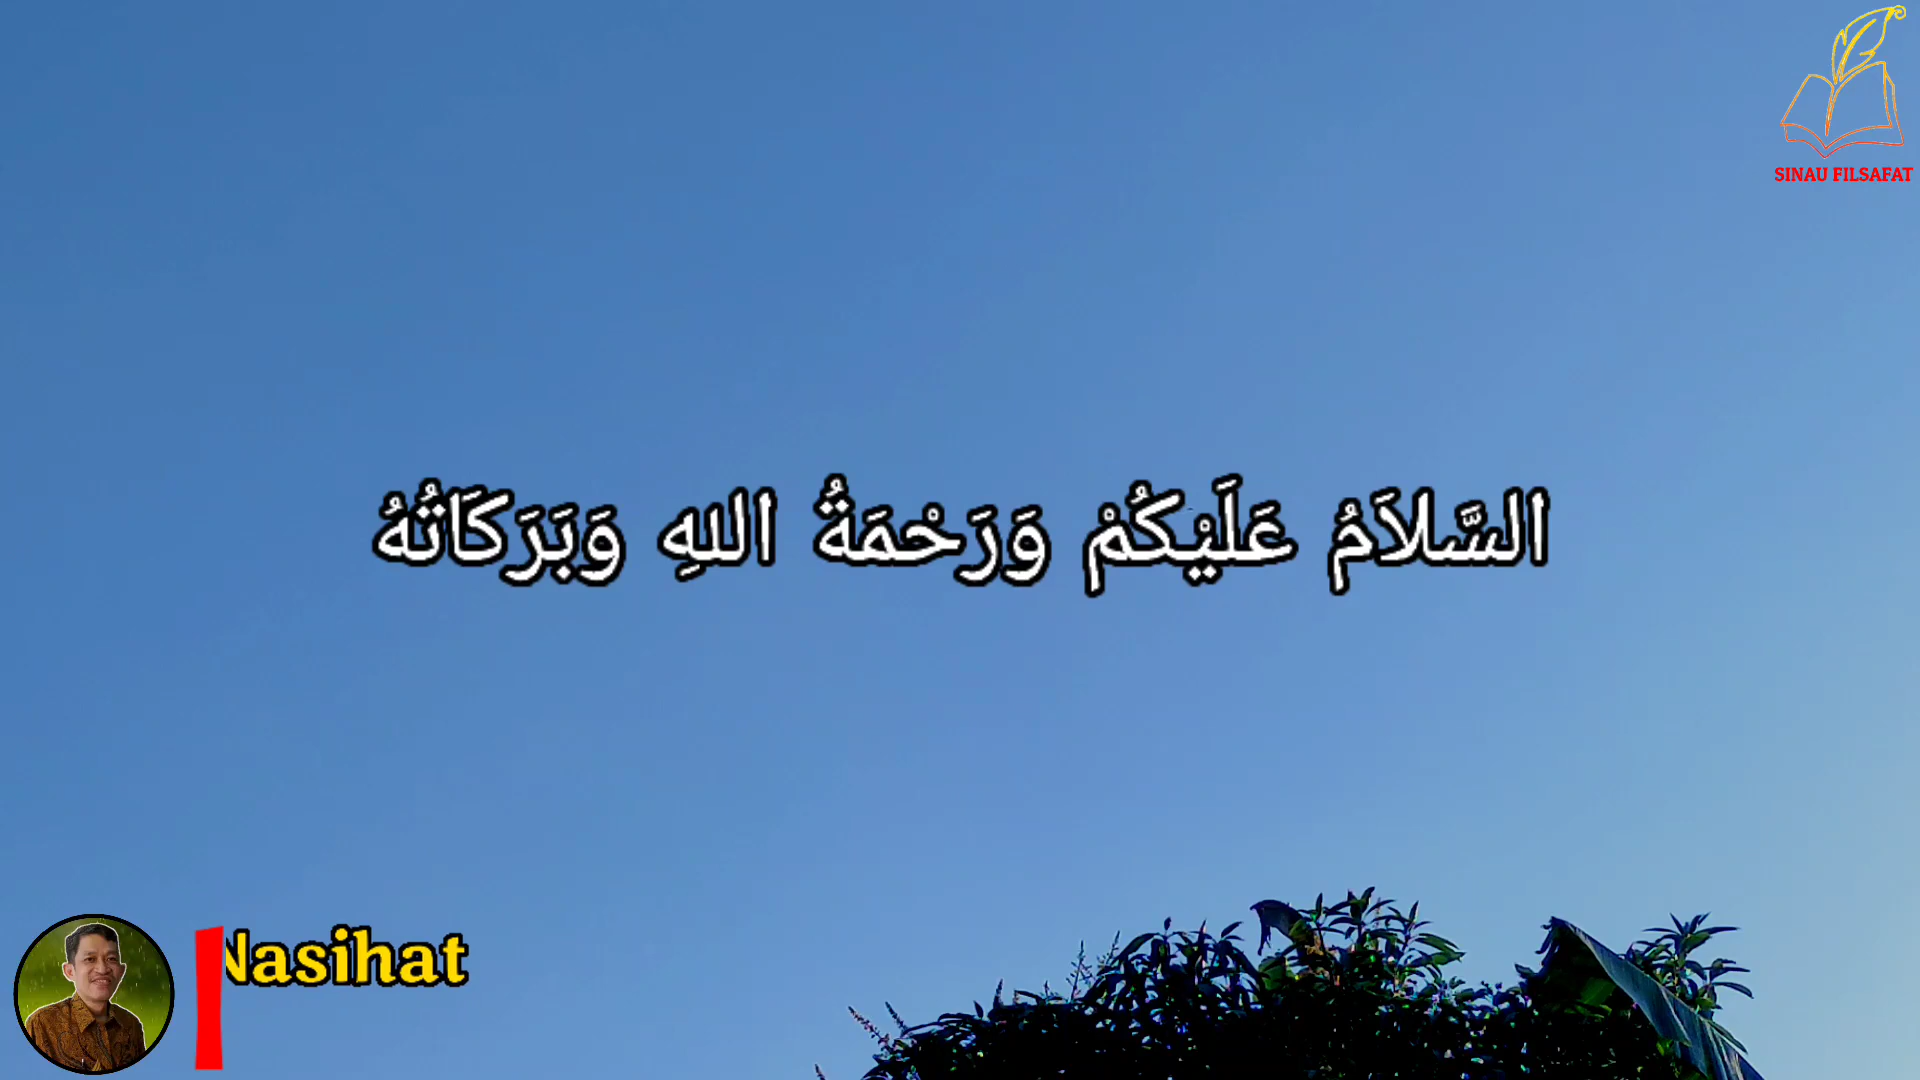 SINAU FILSAFAT
السَّلاَمُ عَلَيْكُمْ وَرَحْمَةُ اللهِ وَبَرَكَاتُهُ
Nasihat